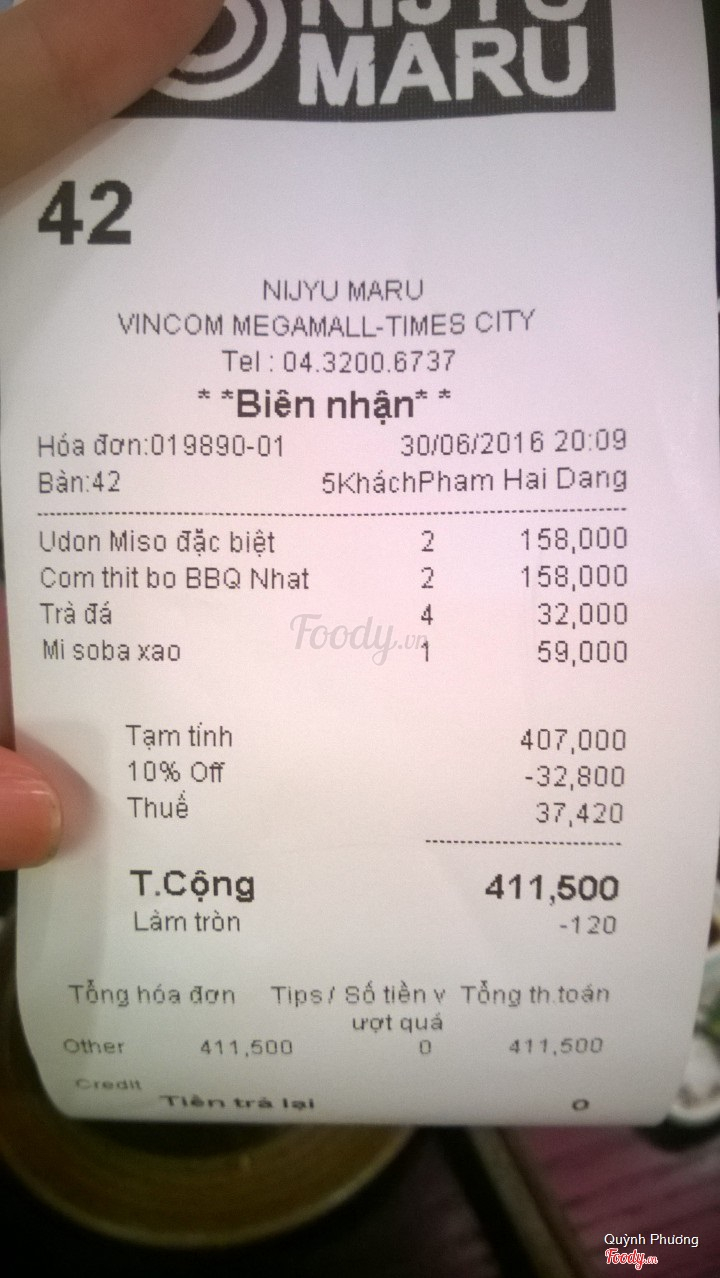 NIJYU
MARU
42
NIJYU MARU
VINCOM MEGAMALL-TIMES CITY
Tel : 04.3200.6737
* *Biên nhận* *
Hóa đơn:019890-01 30/06/2016 20:09
Bàn:42 5KháchPham Hai Dang
Udon Miso đặc biệt 2 158,000
Com thit bo BBQ Nhat 2 158,000
Trà đá 4 32,000
Mi soba xao 1 59,000
Foody.vn
Tạm tính 407,000
10% Off -32,800
Thuế 37,420
T.Cộng 411,500
Làm tròn -120
Tổng hóa đơn Tips/ Số tiền v Tổng th.toán
ượt quá
Other 411,500 0 411,500
Credit
Tiền trả lại 0
Quỳnh Phương
Foody.vn